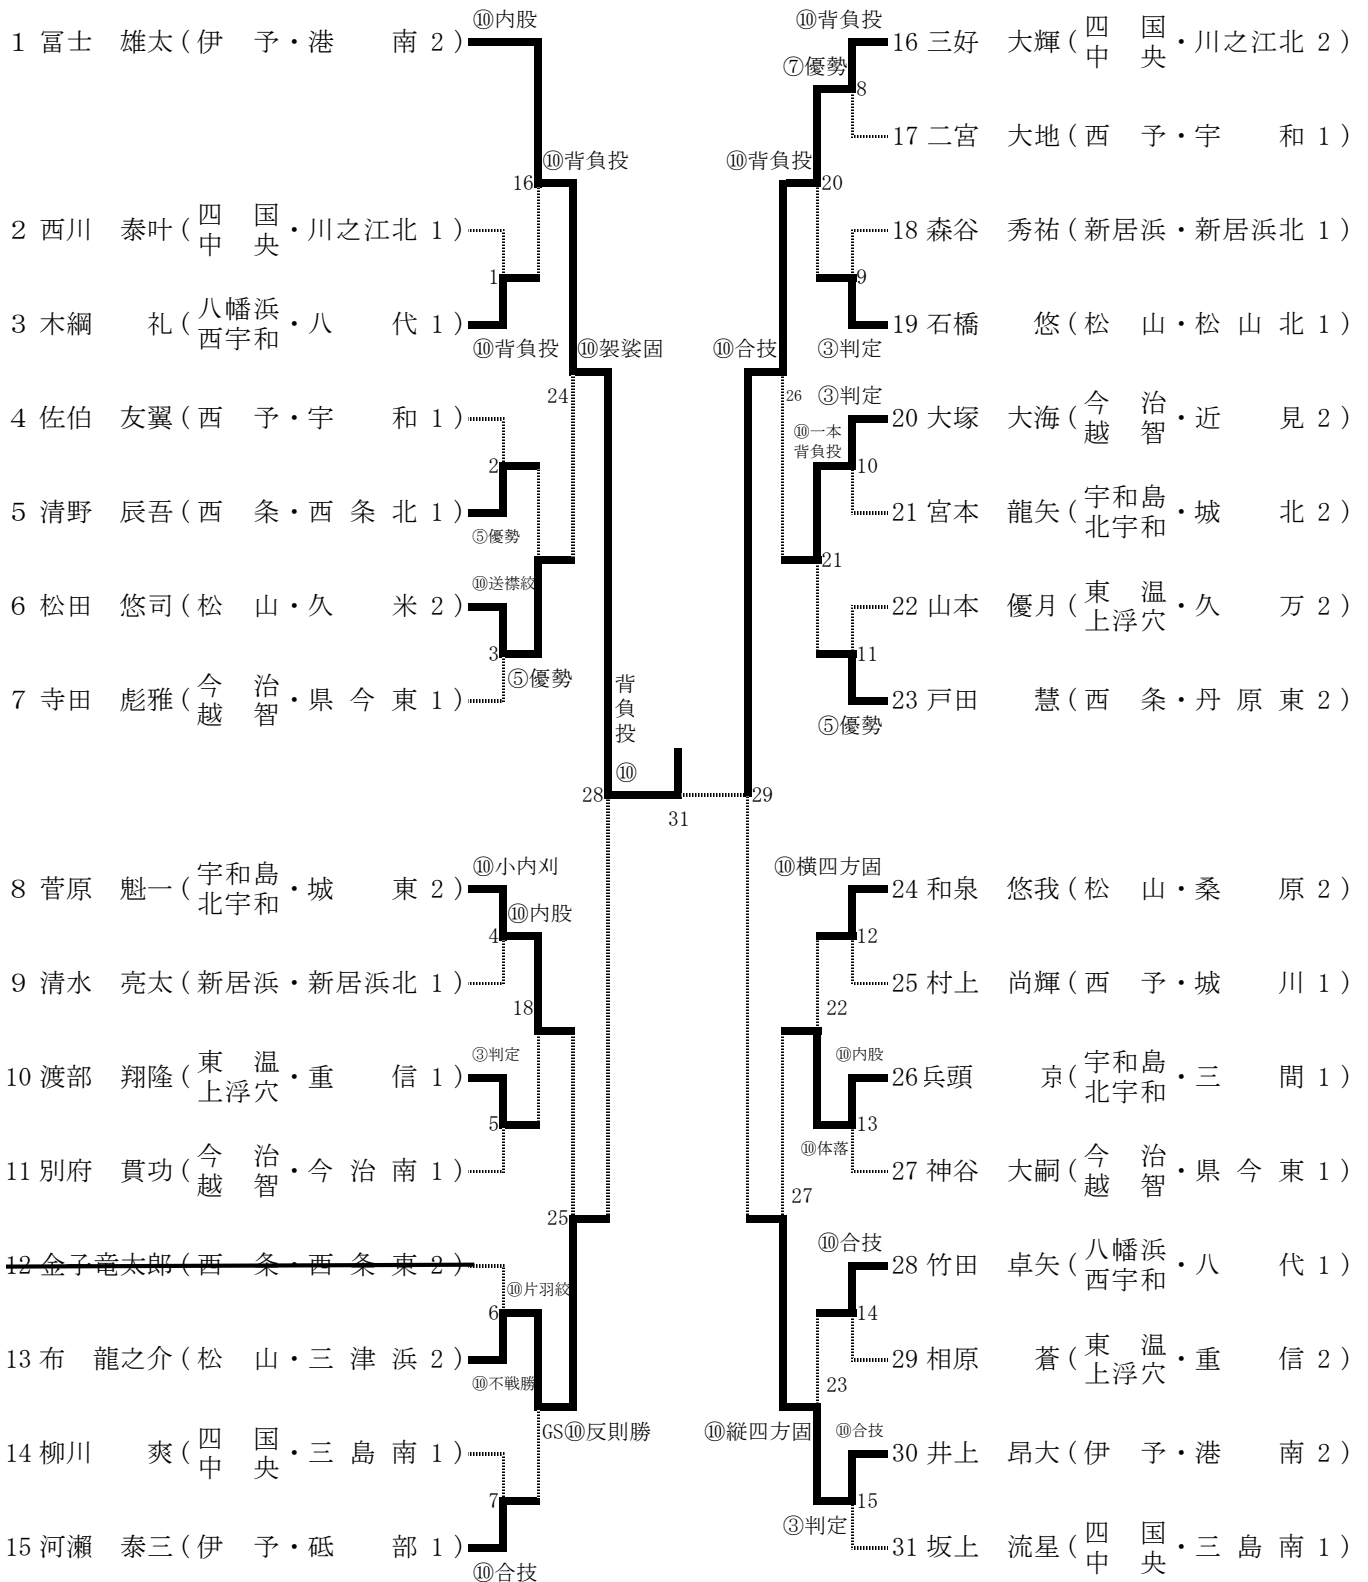 ⑩内股
1 冨士 雄太(伊 予・港 南 2)
16
⑩背負投
2 西川 泰叶(四 国 中 央・川之江北 1)
1
3 木綱 礼(八幡浜 西宇和・八 代 1)
⑩背負投
⑩袈裟固
24
4 佐伯 友翼(西 予・宇 和 1)
2
5 清野 辰吾(西 条・西 条 北 1)
⑤優勢
⑩送襟絞
6 松田 悠司(松 山・久 米 2)
3
⑤優勢
7 寺田 彪雅(今 治 越 智・県 今 東 1)
背負投
⑩
28
31
29
⑩小内刈
8 菅原 魁一(宇和島 北宇和・城 東 2)
⑩内股
4
9 清水 亮太(新居浜・新居浜北 1)
18
③判定
10 渡部 翔隆(東 温 上浮穴・重 信 1)
5
11 別府 貫功(今 治 越 智・今 治 南 1)
25
12 金子竜太郎(西 条・西 条 東 2)
⑩片羽絞
6
13 布 龍之介(松 山・三 津 浜 2)
⑩不戦勝
GS⑩反則勝
14 柳川 爽(四 国 中 央・三 島 南 1)
7
15 河瀬 泰三(伊 予・砥 部 1)
⑩合技
⑩背負投
16 三好 大輝(四 国 中 央・川之江北 2)
⑦優勢
8
17 二宮 大地(西 予・宇 和 1)
⑩背負投
20
18 森谷 秀祐(新居浜・新居浜北 1)
9
19 石橋 悠(松 山・松 山 北 1)
⑩合技
③判定
26
③判定
20 大塚 大海(今 治 越 智・近 見 2)
⑩一本
背負投
10
21 宮本 龍矢(宇和島 北宇和・城 北 2)
21
22 山本 優月(東 温 上浮穴・久 万 2)
11
23 戸田 慧(西 条・丹 原 東 2)
⑤優勢
⑩横四方固
24 和泉 悠我(松 山・桑 原 2)
12
25 村上 尚輝(西 予・城 川 1)
22
⑩内股
26 兵頭 京(宇和島 北宇和・三 間 1)
13
⑩体落
27 神谷 大嗣(今 治 越 智・県 今 東 1)
27
⑩合技
28 竹田 卓矢(八幡浜 西宇和・八 代 1)
14
29 相原 蒼(東 温 上浮穴・重 信 2)
23
⑩縦四方固
⑩合技
30 井上 昂大(伊 予・港 南 2)
15
③判定
31 坂上 流星(四 国 中 央・三 島 南 1)